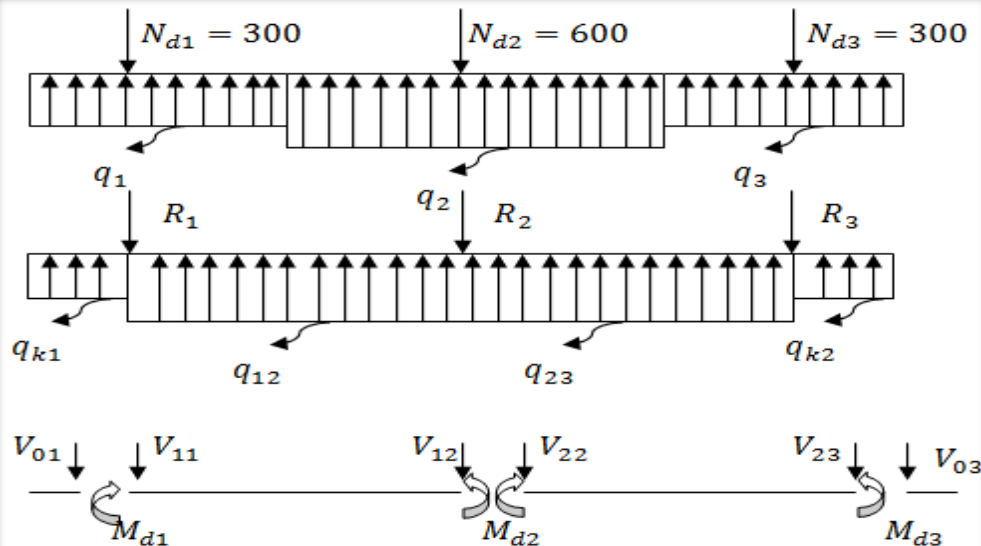 N_{d1} = 300 N_{d2} = 600 N_{d3} = 300
q_1 q_2 q_3
R_1 R_2 R_3
q_{k1} q_{12} q_{23} q_{k2}
V_{01} V_{11} V_{12} V_{22} V_{23} V_{03}
M_{d1} M_{d2} M_{d3}